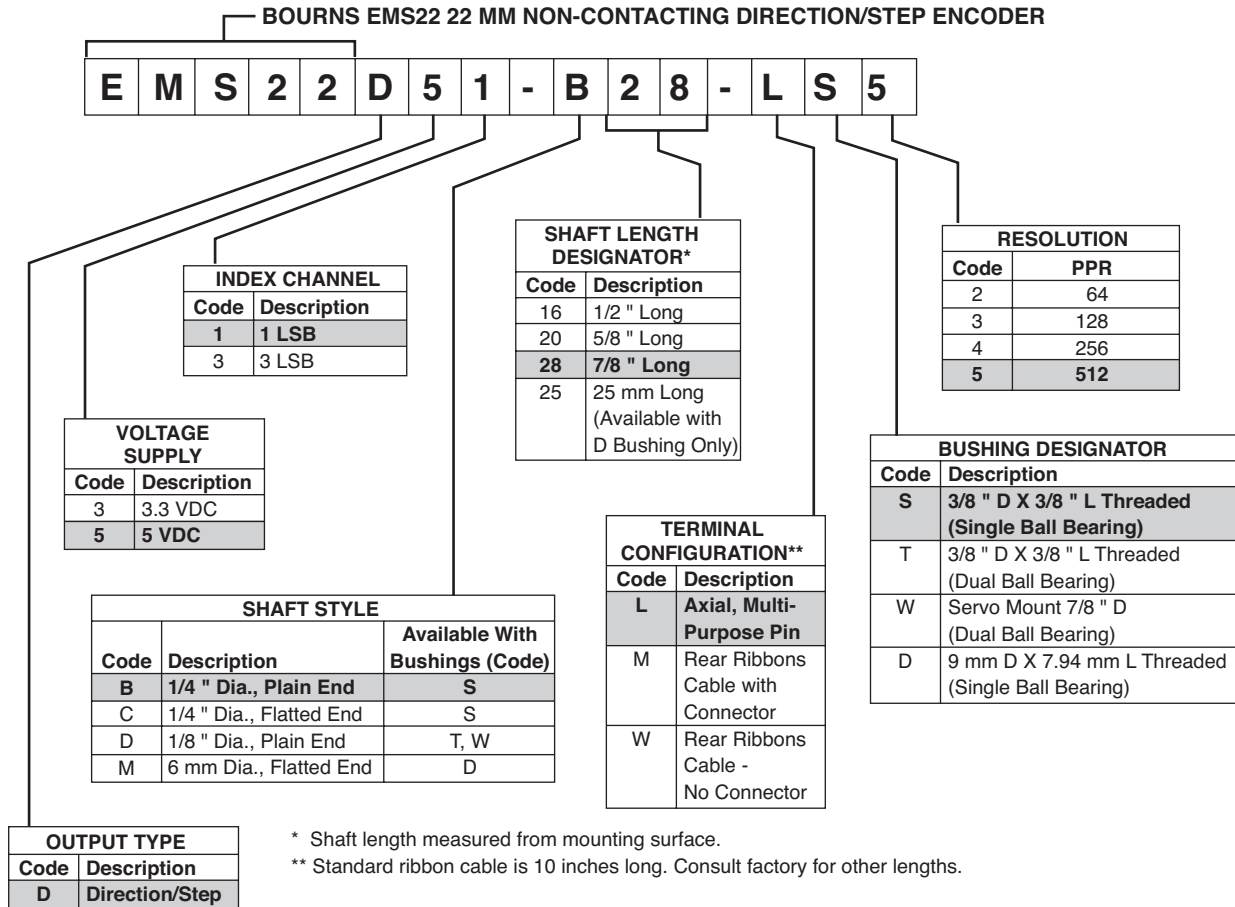 BOURNS EMS22 22 MM NON-CONTACTING DIRECTION/STEP ENCODER
E M S 2 2 D 5 1 - B 2 8 - L S 5
INDEX CHANNEL
Code Description
1 1 LSB
3 3 LSB
SHAFT LENGTH
DESIGNATOR*
Code Description
16 1/2 " Long
20 5/8 " Long
28 7/8 " Long
25 25 mm Long
(Available with
D Bushing Only)
RESOLUTION
Code PPR
2 64
3 128
4 256
5 512
VOLTAGE
SUPPLY
Code Description
3 3.3 VDC
5 5 VDC
BUSHING DESIGNATOR
Code Description
S 3/8 " D X 3/8 " L Threaded
(Single Ball Bearing)
T 3/8 " D X 3/8 " L Threaded
(Dual Ball Bearing)
W Servo Mount 7/8 " D
(Dual Ball Bearing)
D 9 mm D X 7.94 mm L Threaded
(Single Ball Bearing)
TERMINAL
CONFIGURATION**
Code Description
L Axial, Multi-
Purpose Pin
M Rear Ribbons
Cable with
Connector
W Rear Ribbons
Cable -
No Connector
SHAFT STYLE
Available With
Code Description Bushings (Code)
B 1/4 " Dia., Plain End S
C 1/4 " Dia., Flatted End S
D 1/8 " Dia., Plain End T, W
M 6 mm Dia., Flatted End D
OUTPUT TYPE
Code Description
D Direction/Step
* Shaft length measured from mounting surface.
** Standard ribbon cable is 10 inches long. Consult factory for other lengths.